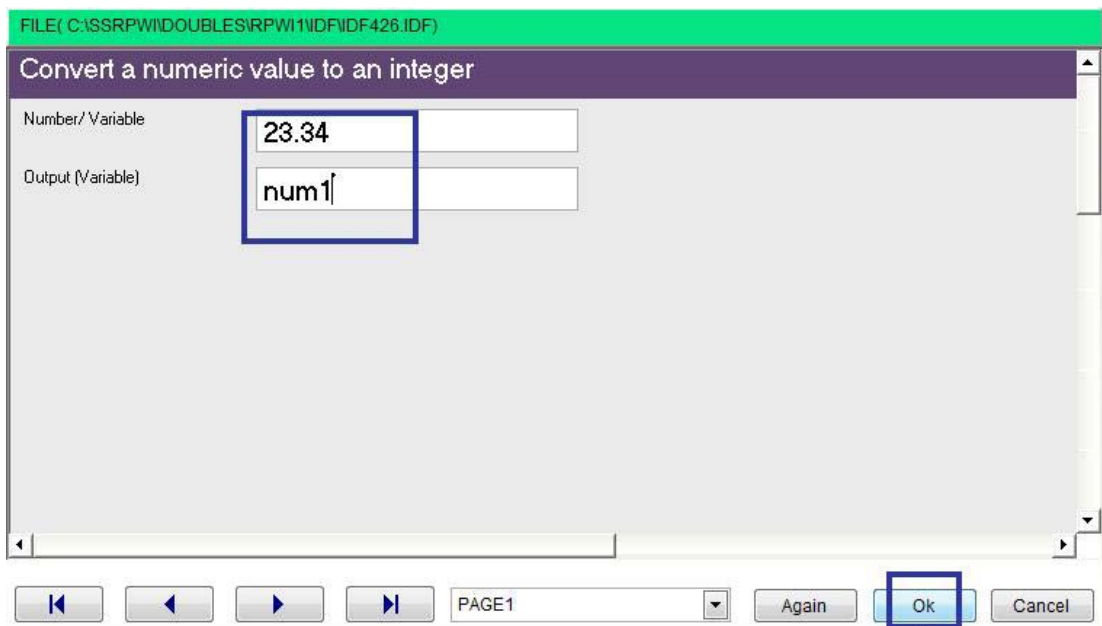 FILE( C:\SSRPWI\DOUBLES\RPWI1\IDF\IDF426.IDF)
Convert a numeric value to an integer
Number/ Variable
23.34
Output (Variable)
num1
PAGE1 Again Ok Cancel